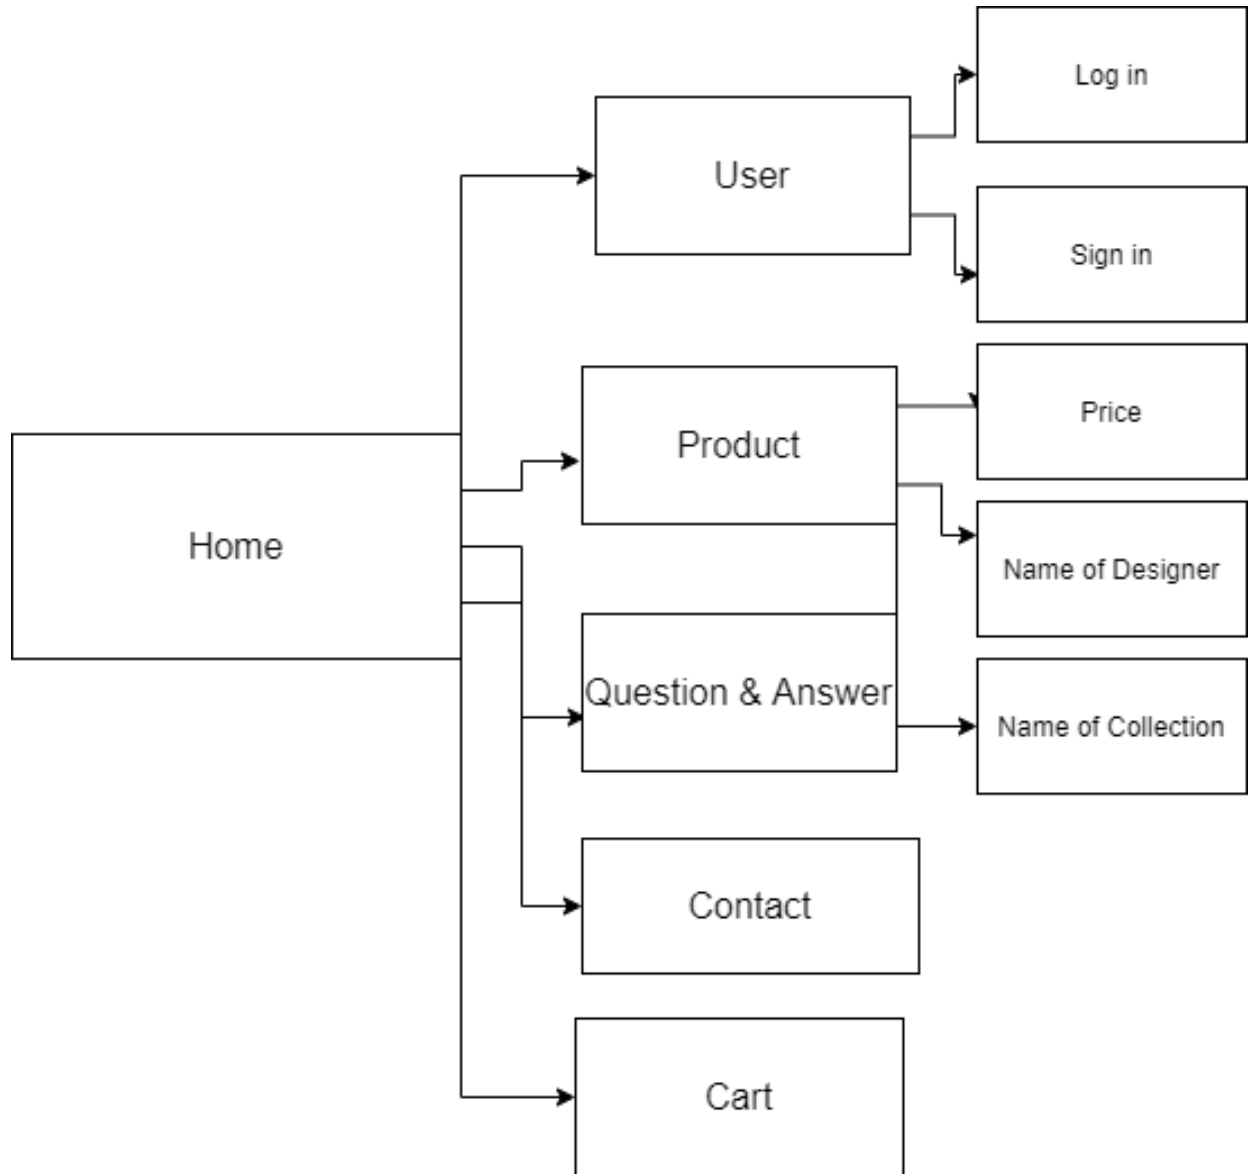 Home
User
Log in
Sign in
Product
Price
Name of Designer
Question & Answer
Name of Collection
Contact
Cart